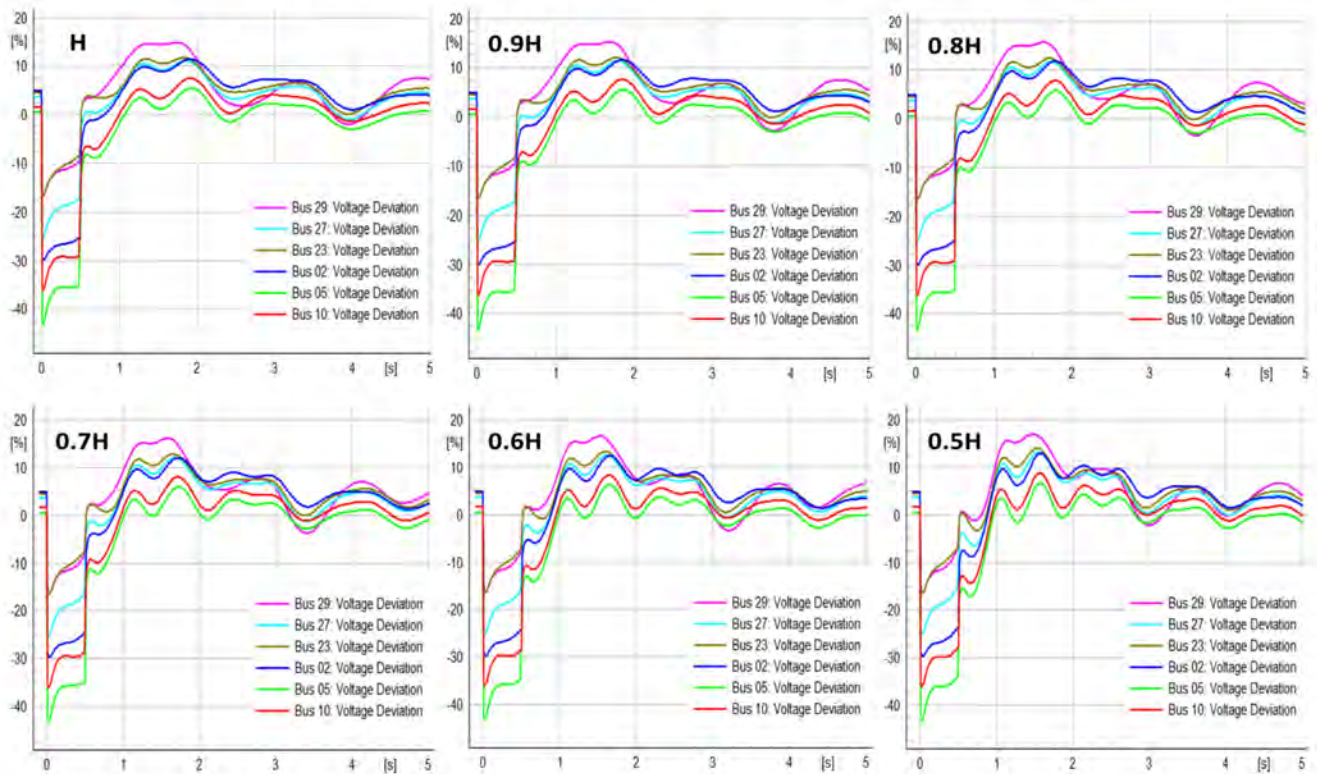 20
[%]
H
10
0
-10
-20
-30
-40
Bus 29: Voltage Deviation
Bus 27: Voltage Deviation
Bus 23: Voltage Deviation
Bus 02: Voltage Deviation
Bus 05: Voltage Deviation
Bus 10: Voltage Deviation
0 1 2 3 4 [s] 5
20
[%]
0.9H
10
0
-10
-20
-30
-40
Bus 29: Voltage Deviation
Bus 27: Voltage Deviation
Bus 23: Voltage Deviation
Bus 02: Voltage Deviation
Bus 05: Voltage Deviation
Bus 10: Voltage Deviation
0 1 2 3 4 [s] 5
20
[%]
0.8H
10
0
-10
-20
-30
-40
Bus 29: Voltage Deviation
Bus 27: Voltage Deviation
Bus 23: Voltage Deviation
Bus 02: Voltage Deviation
Bus 05: Voltage Deviation
Bus 10: Voltage Deviation
0 1 2 3 4 [s] 5
20
[%]
0.7H
10
0
-10
-20
-30
-40
Bus 29: Voltage Deviation
Bus 27: Voltage Deviation
Bus 23: Voltage Deviation
Bus 02: Voltage Deviation
Bus 05: Voltage Deviation
Bus 10: Voltage Deviation
0 1 2 3 4 [s] 5
20
[%]
0.6H
10
0
-10
-20
-30
-40
Bus 29: Voltage Deviation
Bus 27: Voltage Deviation
Bus 23: Voltage Deviation
Bus 02: Voltage Deviation
Bus 05: Voltage Deviation
Bus 10: Voltage Deviation
0 1 2 3 4 [s] 5
20
[%]
0.5H
10
0
-10
-20
-30
-40
Bus 29: Voltage Deviation
Bus 27: Voltage Deviation
Bus 23: Voltage Deviation
Bus 02: Voltage Deviation
Bus 05: Voltage Deviation
Bus 10: Voltage Deviation
0 1 2 3 4 [s] 5